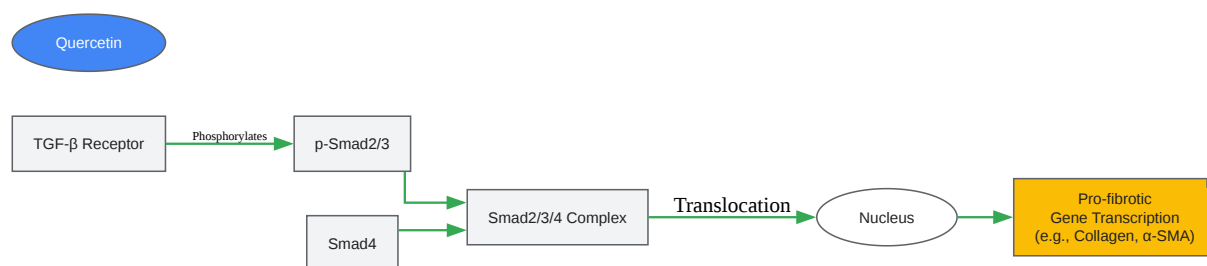 Quercetin
TGF-β Receptor
Phosphorylates
p-Smad2/3
Smad4
Smad2/3/4 Complex
Translocation
Nucleus
Pro-fibrotic
Gene Transcription
(e.g., Collagen, α-SMA)